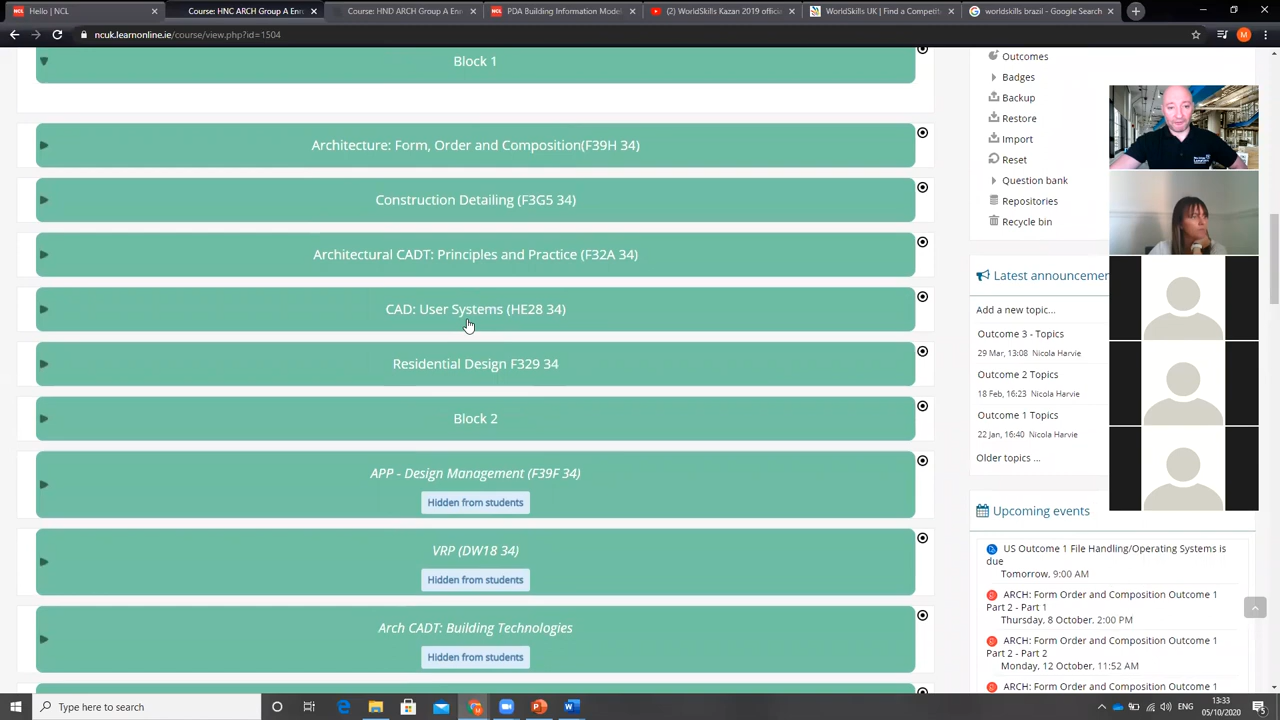 Hello | NCL
Course: HNC ARCH Group A Enro
Course: HND ARCH Group A Enr
PDA Building Information Model
(2) WorldSkills Kazan 2019 offici
WorldSkills UK | Find a Competit
worldskills brazil - Google Search
ncuk.learnonline.ie/course/view.php?id=1504
Block 1
Architecture: Form, Order and Composition(F39H 34)
Construction Detailing (F3G5 34)
Architectural CADT: Principles and Practice (F32A 34)
CAD: User Systems (HE28 34)
Residential Design F329 34
Block 2
APP - Design Management (F39F 34)
Hidden from students
VRP (DW18 34)
Hidden from students
Arch CADT: Building Technologies
Hidden from students
Outcomes
Badges
Backup
Restore
Import
Reset
Question bank
Repositories
Recycle bin
Latest announcemen
Add a new topic...
Outcome 3 - Topics
29 Mar, 13:08 Nicola Harvie
Outcome 2 Topics
18 Feb, 16:23 Nicola Harvie
Outcome 1 Topics
22 Jan, 16:40 Nicola Harvie
Older topics ...
Upcoming events
US Outcome 1 File Handling/Operating Systems is
due
Tomorrow, 9:00 AM
ARCH: Form Order and Composition Outcome 1
Part 2 - Part 1
Thursday, 8 October, 2:00 PM
ARCH: Form Order and Composition Outcome 1
Part 2 - Part 2
Monday, 12 October, 11:52 AM
ARCH: Form Order and Composition Outcome 1
Type here to search
ENG
13:33
05/10/2020